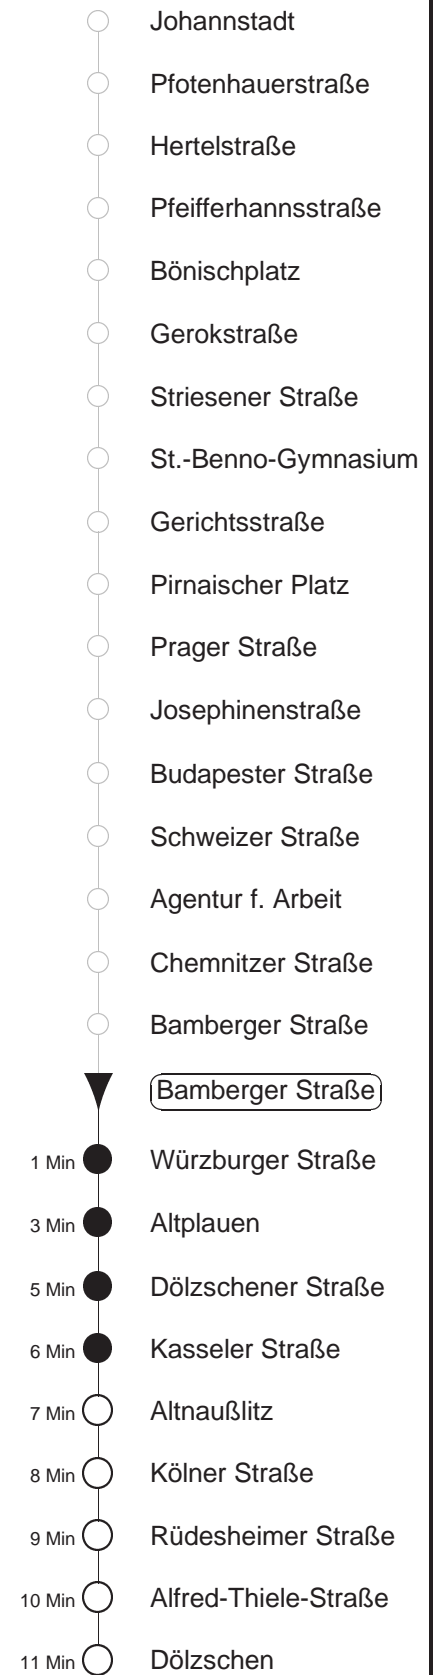 Johannstadt
Pfotenhauerstraße
Hertelstraße
Pfeifferhannsstraße
Bönischplatz
Gerokstraße
Striesener Straße
St.-Benno-Gymnasium
Gerichtsstraße
Pirnaischer Platz
Prager Straße
Josephinenstraße
Budapester Straße
Schweizer Straße
Agentur f. Arbeit
Chemnitzer Straße
Bamberger Straße
Bamberger Straße
1 Min Würzburger Straße
3 Min Altplauen
5 Min Dölzschener Straße
6 Min Kasseler Straße
7 Min Altnaußlitz
8 Min Kölner Straße
9 Min Rüdesheimer Straße
10 Min Alfred-Thiele-Straße
11 Min Dölzschen